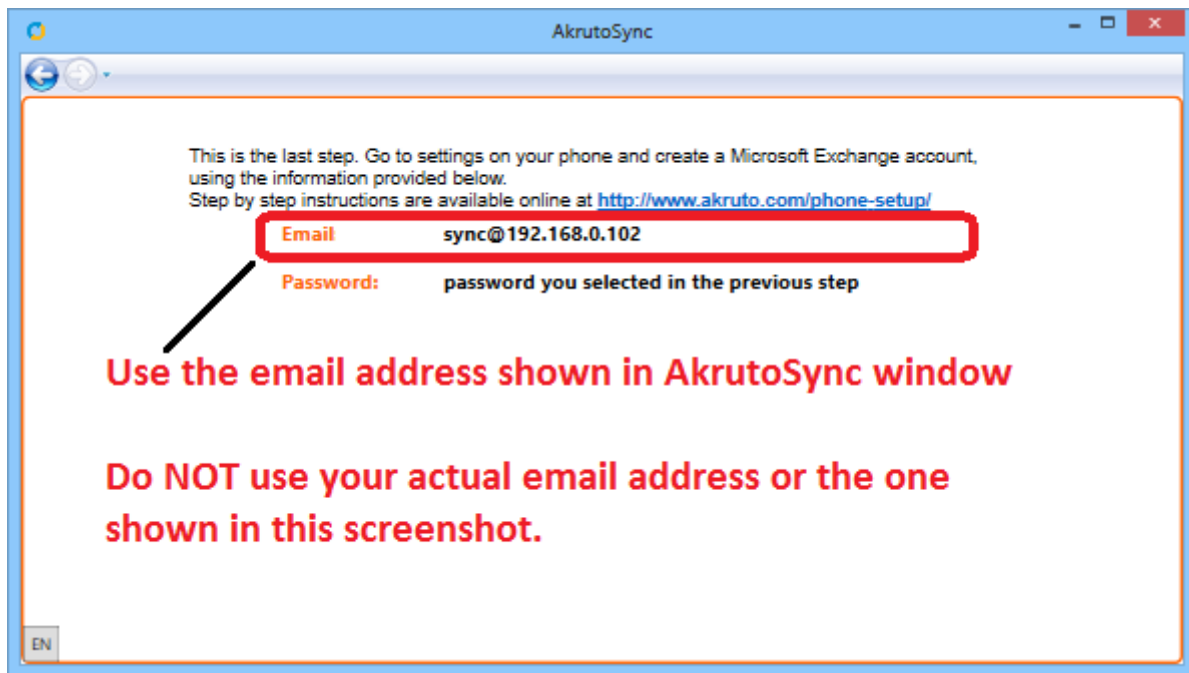 AkrutoSync
This is the last step. Go to settings on your phone and create a Microsoft Exchange account,
using the information provided below.
Step by step instructions are available online at http://www.akruto.com/phone-setup/
Email sync@192.168.0.102
Password: password you selected in the previous step
Use the email address shown in AkrutoSync window
Do NOT use your actual email address or the one
shown in this screenshot.
EN